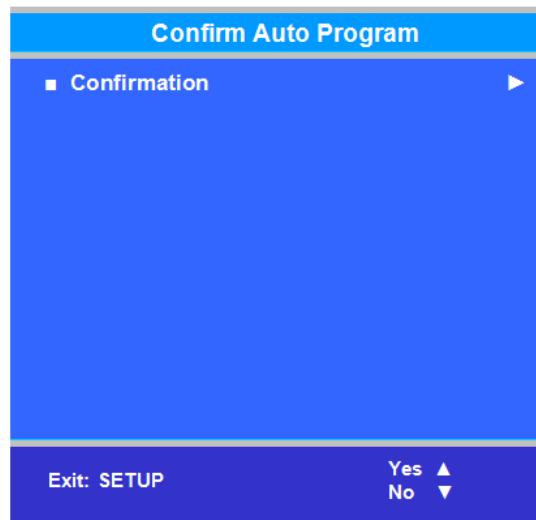 Confirm Auto Program
■ Confirmation ►
Exit: SETUP
Yes ▲
No ▼